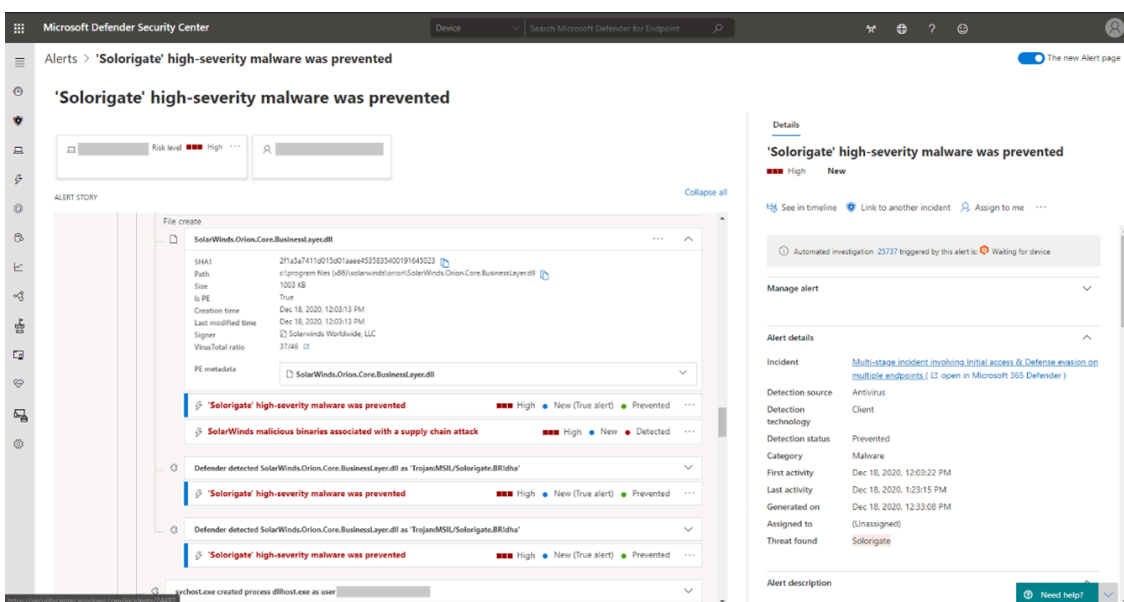 Microsoft Defender Security Center
Device
Search Microsoft Defender for Endpoint
Alerts > 'Solorigate' high-severity malware was prevented
The new Alert page
'Solorigate' high-severity malware was prevented
Risk level High ...
ALERT STORY
Collapse all
File create
SolarWinds.Orion.Core.BusinessLayer.dll ...
SHA1 2f1a5a7411d015d01aaee4535835400191645023
Path c:\program files (x86)\solarwinds\orion\SolarWinds.Orion.Core.BusinessLayer.dll
Size 1003 KB
Is PE True
Creation time Dec 18, 2020, 12:03:13 PM
Last modified time Dec 18, 2020, 12:03:13 PM
Signer Solarwinds Worldwide, LLC
VirusTotal ratio 37/46
PE metadata SolarWinds.Orion.Core.BusinessLayer.dll
'Solorigate' high-severity malware was prevented High New (True alert) Prevented ...
SolarWinds malicious binaries associated with a supply chain attack High New Detected ...
Defender detected SolarWinds.Orion.Core.BusinessLayer.dll as 'Trojan:MSIL/Solorigate.BR!dha'
'Solorigate' high-severity malware was prevented High New (True alert) Prevented ...
Defender detected SolarWinds.Orion.Core.BusinessLayer.dll as 'Trojan:MSIL/Solorigate.BR!dha'
'Solorigate' high-severity malware was prevented High New (True alert) Prevented ...
svchost.exe created process dllhost.exe as user
Details
'Solorigate' high-severity malware was prevented
High New
See in timeline Link to another incident Assign to me ...
Automated investigation 25737 triggered by this alert is: Waiting for device
Manage alert
Alert details
Incident Multi-stage incident involving Initial access & Defense evasion on
multiple endpoints ( open in Microsoft 365 Defender )
Detection source Antivirus
Detection Client
technology
Detection status Prevented
Category Malware
First activity Dec 18, 2020, 12:03:22 PM
Last activity Dec 18, 2020, 1:23:15 PM
Generated on Dec 18, 2020, 12:33:08 PM
Assigned to (Unassigned)
Threat found Solorigate
Alert description
Need help?